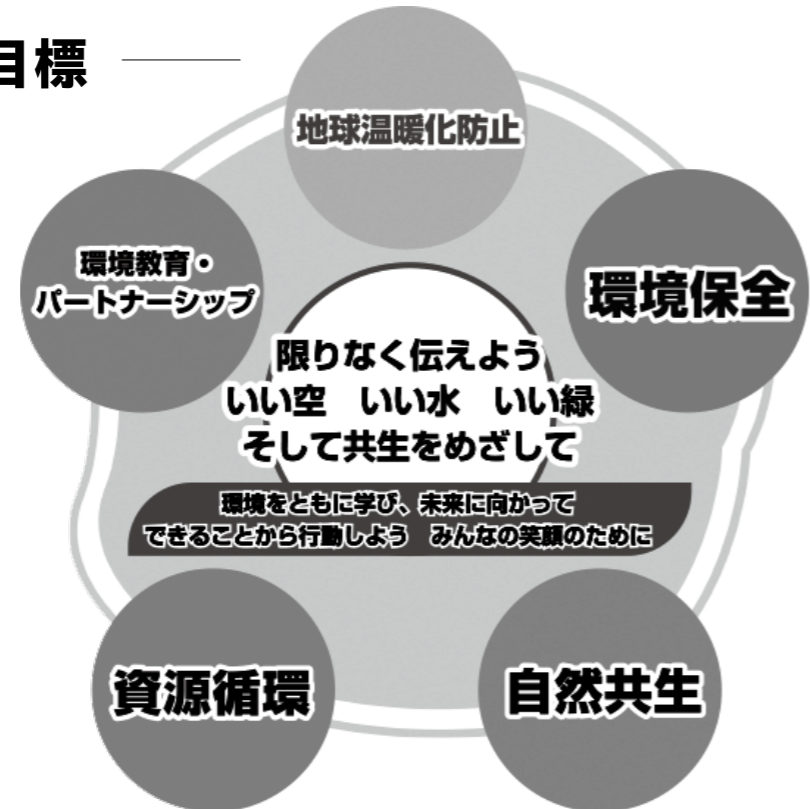 目標
地球温暖化防止
環境教育・
パートナーシップ
環境保全
限りなく伝えよう
いい空　いい水　いい緑
そして共生をめざして
環境をともに学び、未来に向かって
できることから行動しよう　みんなの笑顔のために
資源循環
自然共生